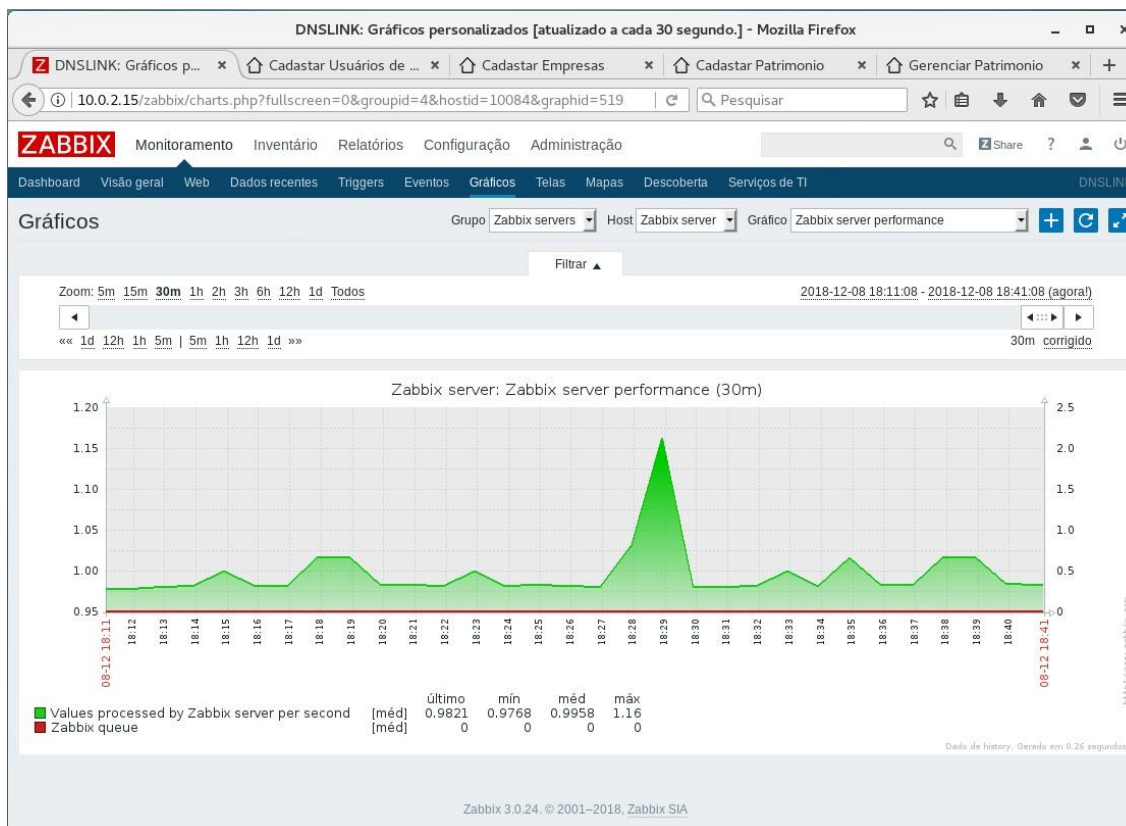 DNSLINK: Gráficos personalizados [atualizado a cada 30 segundo.] - Mozilla Firefox
Z DNSLINK: Gráficos p... × Cadastar Usuários de ... × Cadastar Empresas × Cadastar Patrimonio × Gerenciar Patrimonio × +
10.0.2.15/zabbix/charts.php?fullscreen=0&groupid=4&hostid=10084&graphid=519 Pesquisar
ZABBIX Monitoramento Inventário Relatórios Configuração Administração Z Share ?
Dashboard Visão geral Web Dados recentes Triggers Eventos Gráficos Telas Mapas Descoberta Serviços de TI DNSLIN
Gráficos Grupo Zabbix servers Host Zabbix server Gráfico Zabbix server performance
Filtrar ▲
Zoom: 5m 15m 30m 1h 2h 3h 6h 12h 1d Todos 2018-12-08 18:11:08 - 2018-12-08 18:41:08 (agora!)
«« 1d 12h 1h 5m | 5m 1h 12h 1d »» 30m corrigido
Zabbix server: Zabbix server performance (30m)
1.20 2.5
1.15 2.0
1.10 1.5
1.05 1.0
1.00 0.5
0.95 0
08-12 18:11 18:12 18:13 18:14 18:15 18:16 18:17 18:18 18:19 18:20 18:21 18:22 18:23 18:24 18:25 18:26 18:27 18:28 18:29 18:30 18:31 18:32 18:33 18:34 18:35 18:36 18:37 18:38 18:39 18:40 08-12 18:41
último mín méd máx
Values processed by Zabbix server per second [méd] 0.9821 0.9768 0.9958 1.16
Zabbix queue [méd] 0 0 0 0
Dado de history. Gerado em 0.26 segundos
Zabbix 3.0.24. © 2001–2018, Zabbix SIA